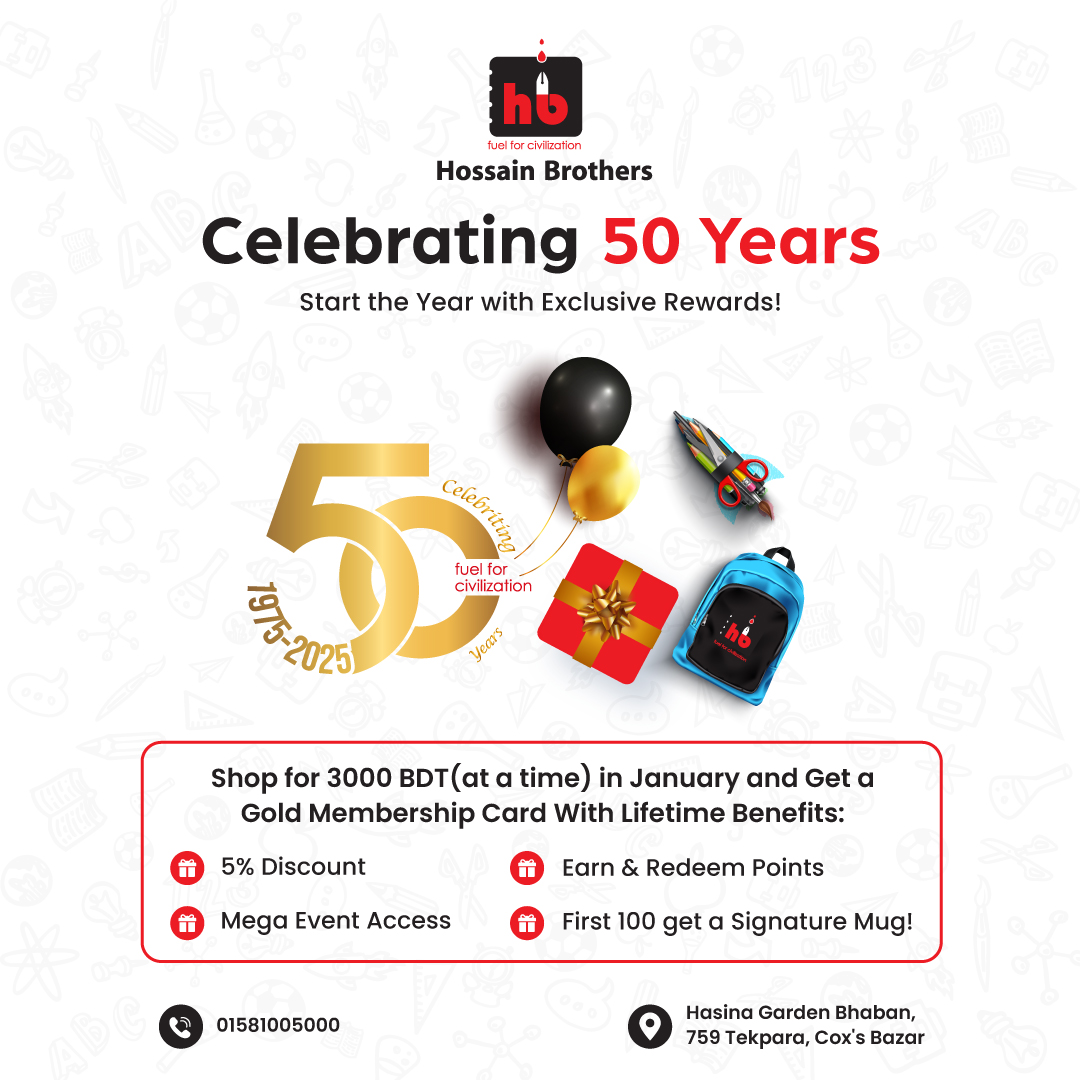 hb
fuel for civilization
Hossain Brothers
Celebrating 50 Years
Start the Year with Exclusive Rewards!
50
Celebriting
fuel for
civilization
Years
1975-2025
hb
fuel for civilization
Shop for 3000 BDT(at a time) in January and Get a
Gold Membership Card With Lifetime Benefits:
5% Discount
Earn & Redeem Points
Mega Event Access
First 100 get a Signature Mug!
01581005000
Hasina Garden Bhaban,
759 Tekpara, Cox's Bazar